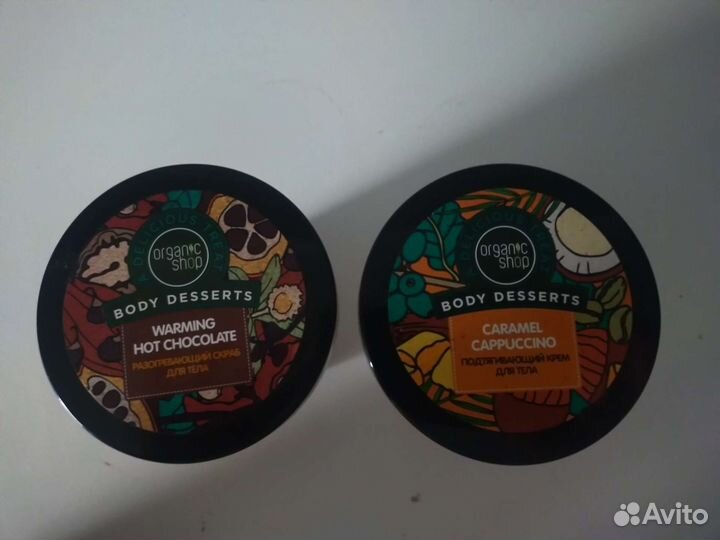 A DELICIOUS TREAT
organic
shop
BODY DESSERTS
WARMING
HOT CHOCOLATE
РАЗОГРЕВАЮЩИЙ СКРАБ
ДЛЯ ТЕЛА
A DELICIOUS TREAT
organic
shop
BODY DESSERTS
CARAMEL
CAPPUCCINO
ПОДТЯГИВАЮЩИЙ КРЕМ
ДЛЯ ТЕЛА
Avito